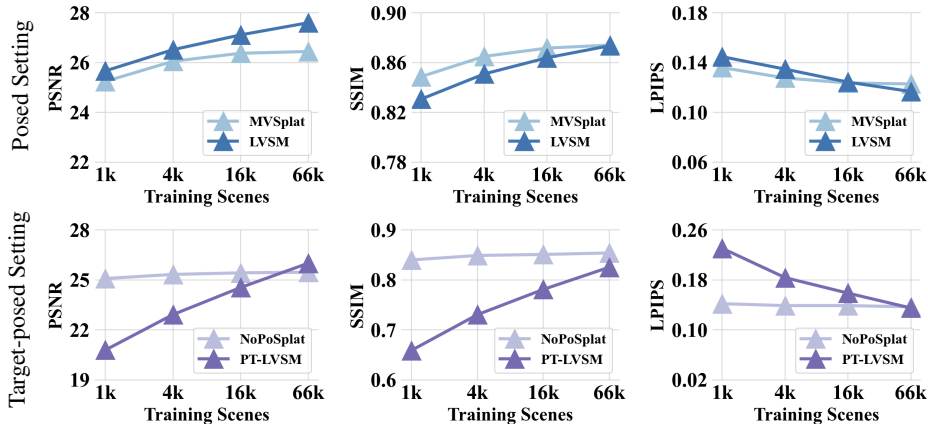 Posed Setting
PSNR
28
26
24
22
1k 4k 16k 66k
Training Scenes
MVSplat
LVSM
SSIM
0.90
0.86
0.82
0.78
1k 4k 16k 66k
Training Scenes
MVSplat
LVSM
LPIPS
0.18
0.14
0.10
0.06
1k 4k 16k 66k
Training Scenes
MVSplat
LVSM
Target-posed Setting
PSNR
28
25
22
19
1k 4k 16k 66k
Training Scenes
NoPoSplat
PT-LVSM
SSIM
0.9
0.8
0.7
0.6
1k 4k 16k 66k
Training Scenes
NoPoSplat
PT-LVSM
LPIPS
0.26
0.18
0.10
0.02
1k 4k 16k 66k
Training Scenes
NoPoSplat
PT-LVSM